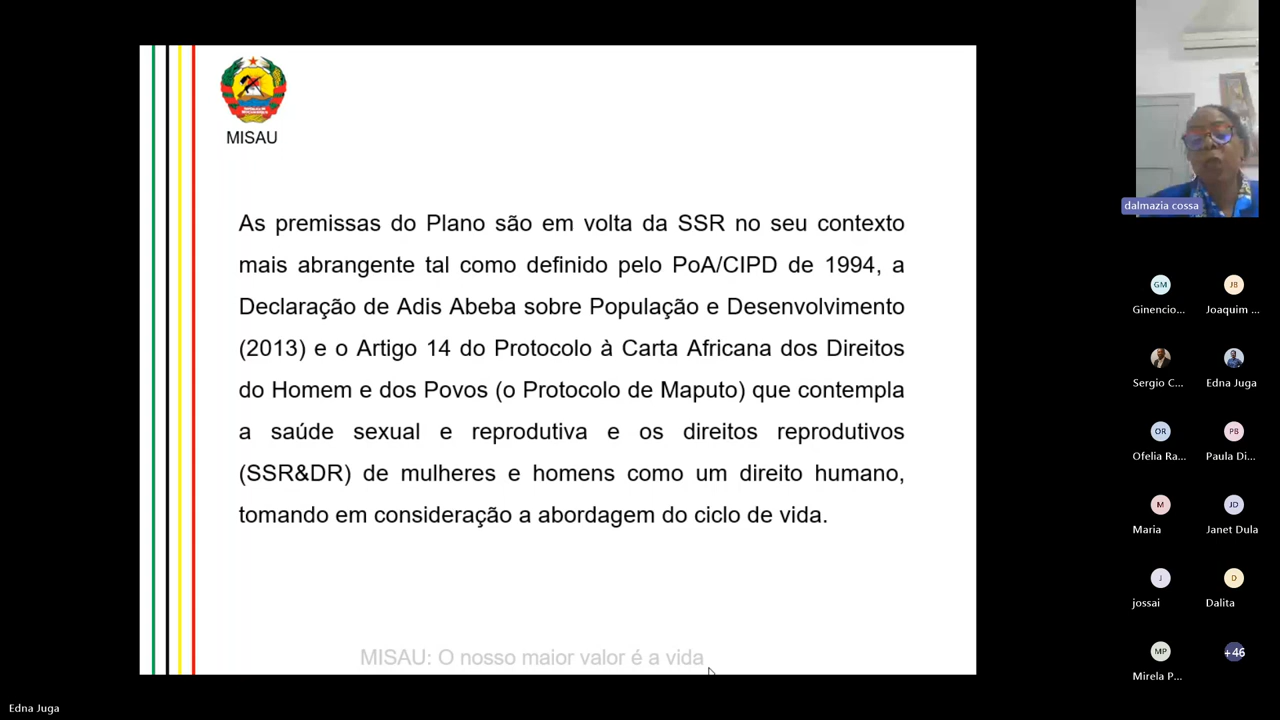 MISAU
As premissas do Plano são em volta da SSR no seu contexto
mais abrangente tal como definido pelo PoA/CIPD de 1994, a
Declaração de Adis Abeba sobre População e Desenvolvimento
(2013) e o Artigo 14 do Protocolo à Carta Africana dos Direitos
do Homem e dos Povos (o Protocolo de Maputo) que contempla
a saúde sexual e reprodutiva e os direitos reprodutivos
(SSR&DR) de mulheres e homens como um direito humano,
tomando em consideração a abordagem do ciclo de vida.
MISAU: O nosso maior valor é a vida
dalmazia cossa
GM
JB
Ginencio...
Joaquim ...
Sergio C...
Edna Juga
OR
PB
Ofelia Ra...
Paula Di...
M
JD
Maria
Janet Dula
J
D
jossai
Dalita
MP
+46
Mirela P...
Edna Juga